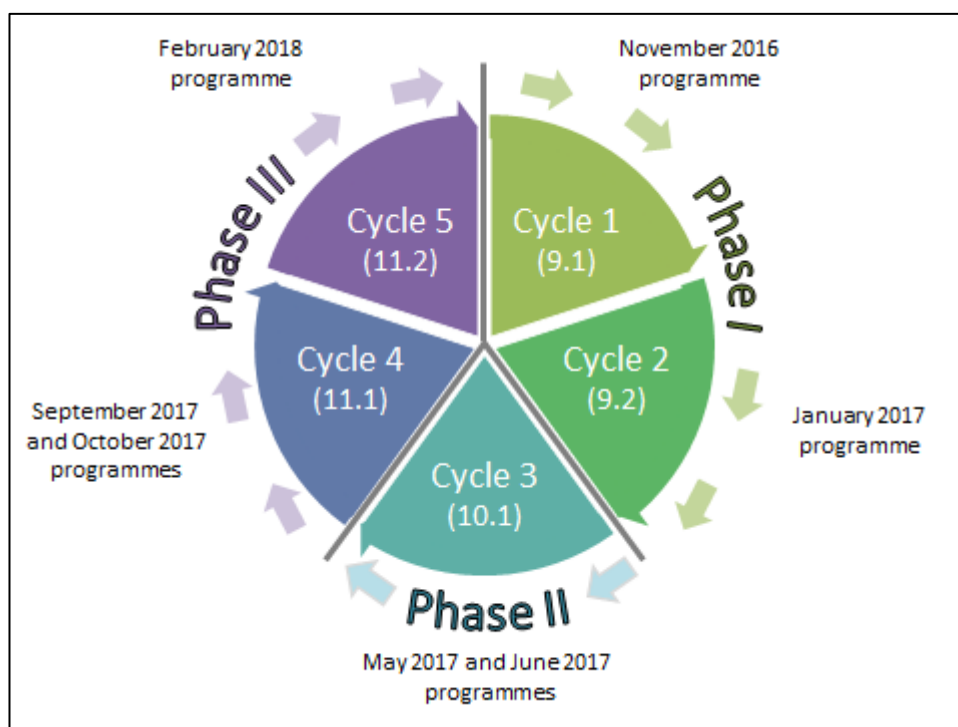 February 2018
programme
November 2016
programme
Phase III
Phase I
Cycle 5
(11.2)
Cycle 1
(9.1)
Cycle 4
(11.1)
Cycle 2
(9.2)
September 2017
and October 2017
programmes
January 2017
programme
Cycle 3
(10.1)
Phase II
May 2017 and June 2017
programmes